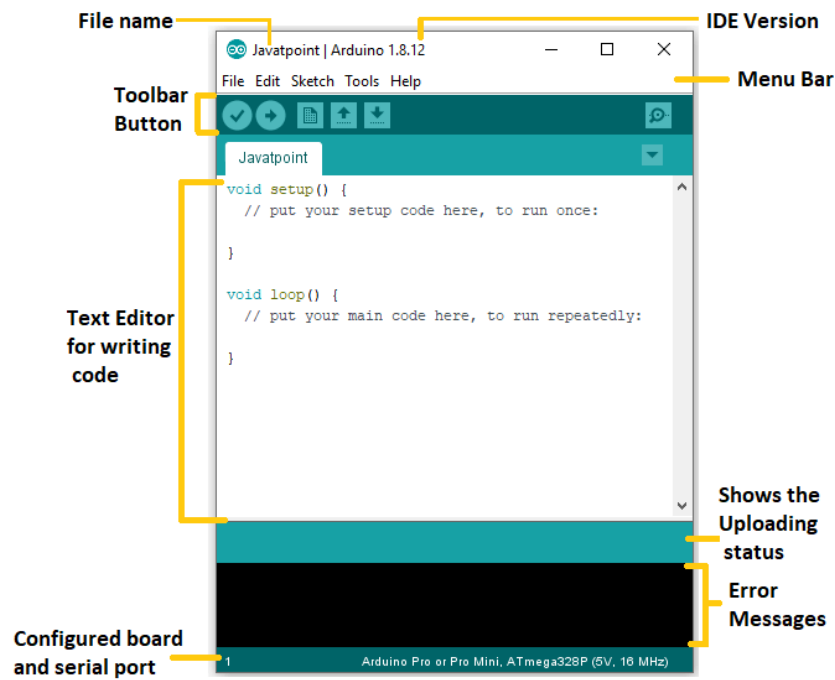 File name
IDE Version
Javatpoint | Arduino 1.8.12
File Edit Sketch Tools Help
Menu Bar
Toolbar
Button
Javatpoint
void setup() {
// put your setup code here, to run once:
}
void loop() {
// put your main code here, to run repeatedly:
}
Text Editor
for writing
code
Shows the
Uploading
status
Error
Messages
Configured board
and serial port
1
Arduino Pro or Pro Mini, ATmega328P (5V, 16 MHz)